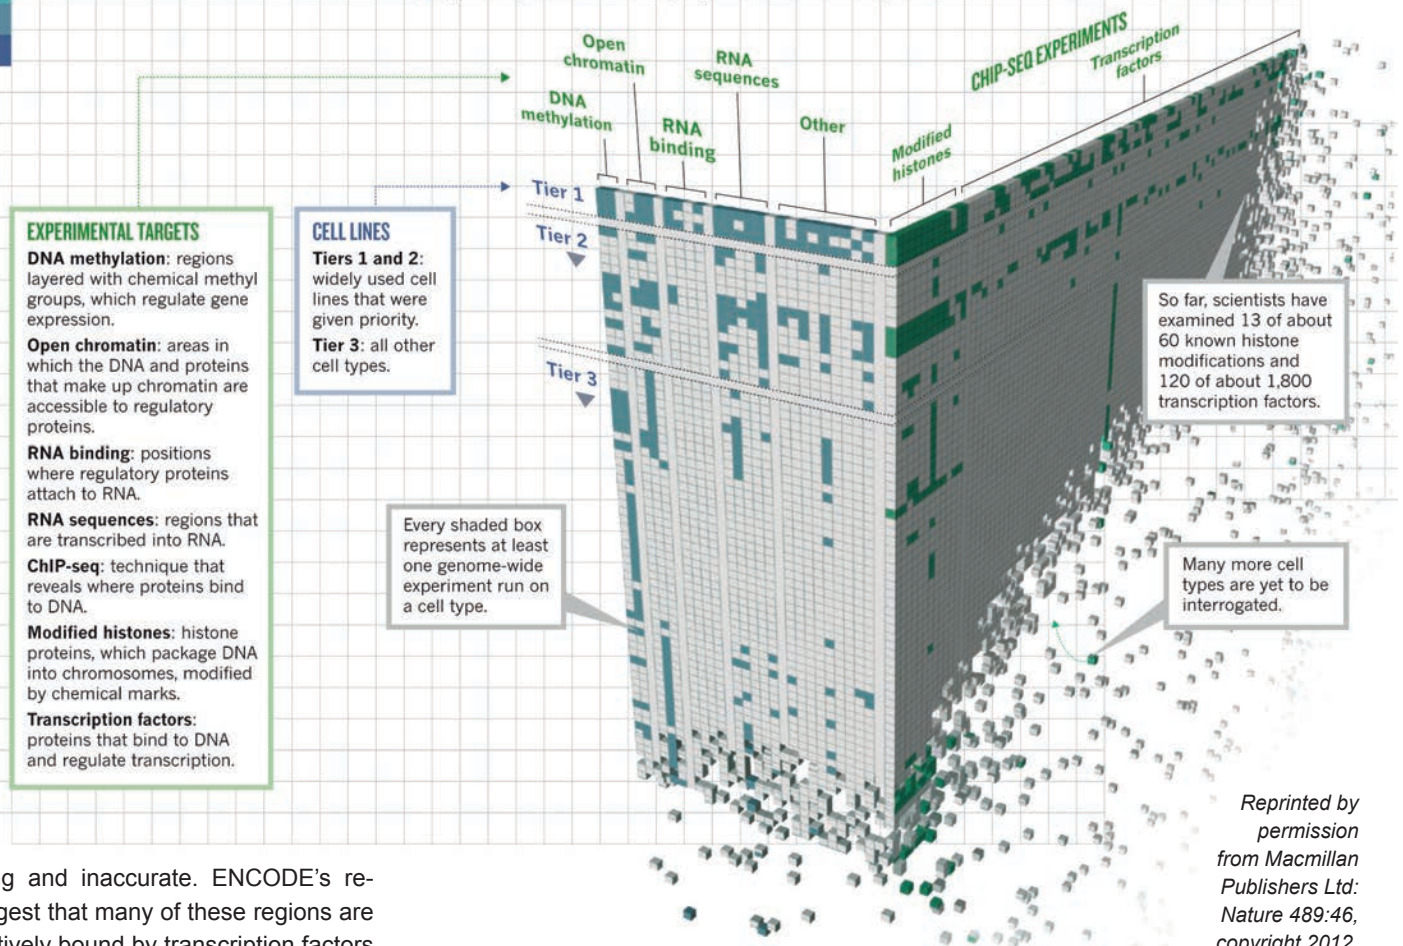 CHIP-SEQ EXPERIMENTS
Open
chromatin
RNA
sequences
Transcription
factors
DNA
methylation
RNA
binding
Other
Modified
histones
Tier 1
Tier 2
Tier 3
EXPERIMENTAL TARGETS
DNA methylation: regions
layered with chemical methyl
groups, which regulate gene
expression.
Open chromatin: areas in
which the DNA and proteins
that make up chromatin are
accessible to regulatory
proteins.
RNA binding: positions
where regulatory proteins
attach to RNA.
RNA sequences: regions that
are transcribed into RNA.
ChIP-seq: technique that
reveals where proteins bind
to DNA.
Modified histones: histone
proteins, which package DNA
into chromosomes, modified
by chemical marks.
Transcription factors:
proteins that bind to DNA
and regulate transcription.
CELL LINES
Tiers 1 and 2:
widely used cell
lines that were
given priority.
Tier 3: all other
cell types.
So far, scientists have
examined 13 of about
60 known histone
modifications and
120 of about 1,800
transcription factors.
Every shaded box
represents at least
one genome-wide
experiment run on
a cell type.
Many more cell
types are yet to be
interrogated.
Reprinted by
permission
from Macmillan
Publishers Ltd:
Nature 489:46,
copyright 2012.
g and inaccurate. ENCODE's re-
gest that many of these regions are
tively bound by transcription factors